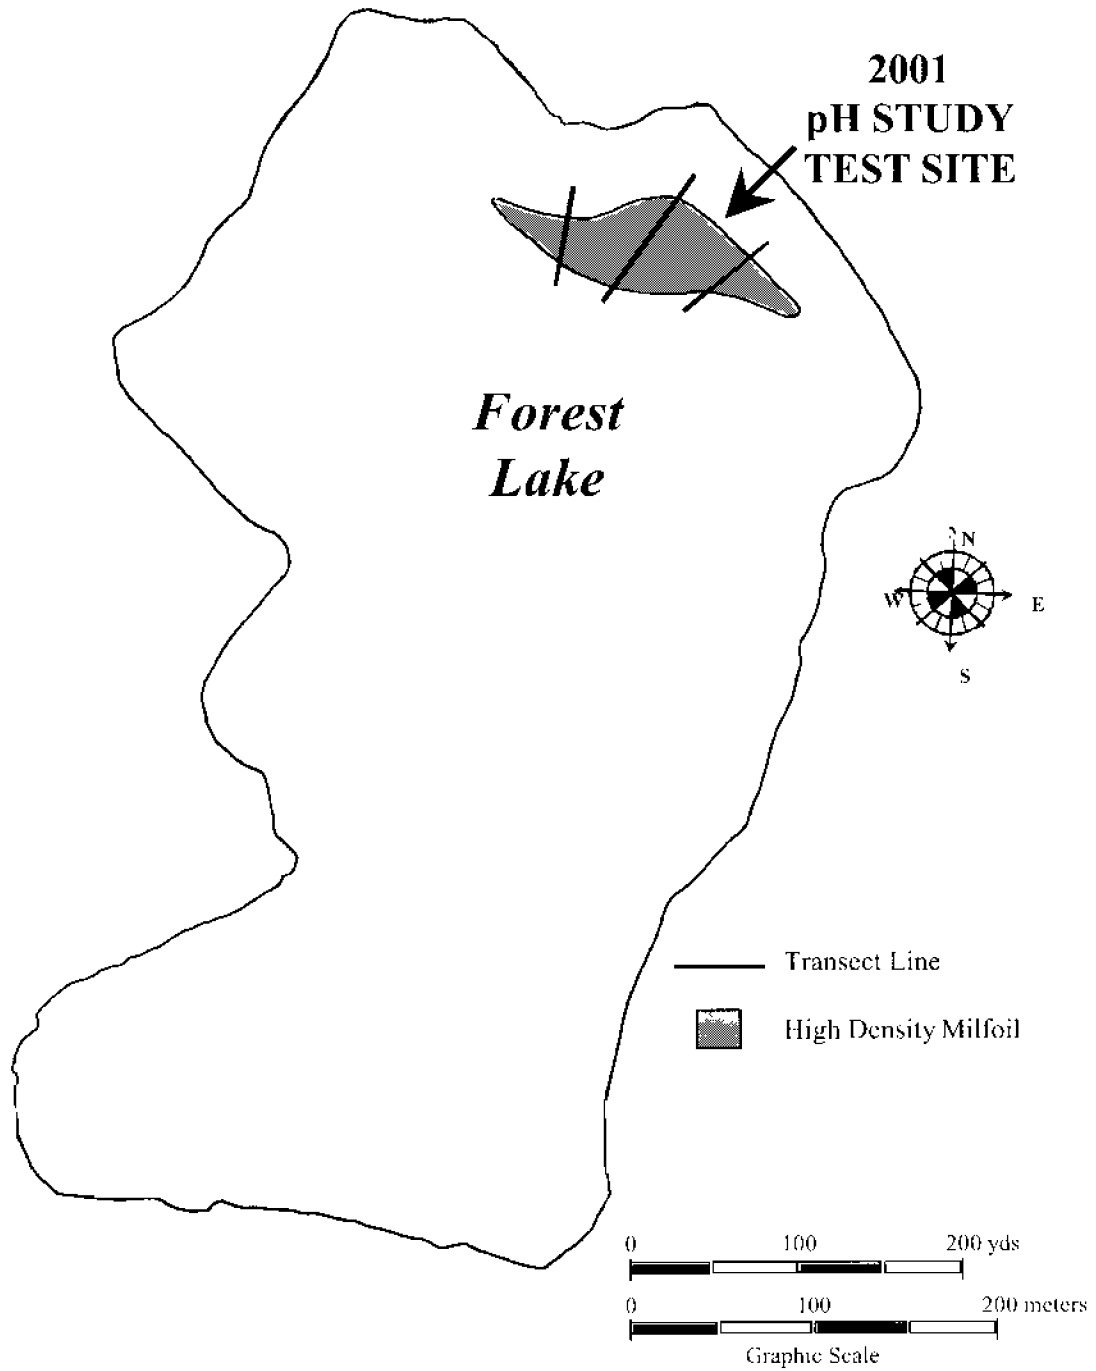 2001
pH STUDY
TEST SITE
Forest
Lake
N
W
E
S
Transect Line
High Density Milfoil
0 100 200 yds
0 100 200 meters
Graphic Scale